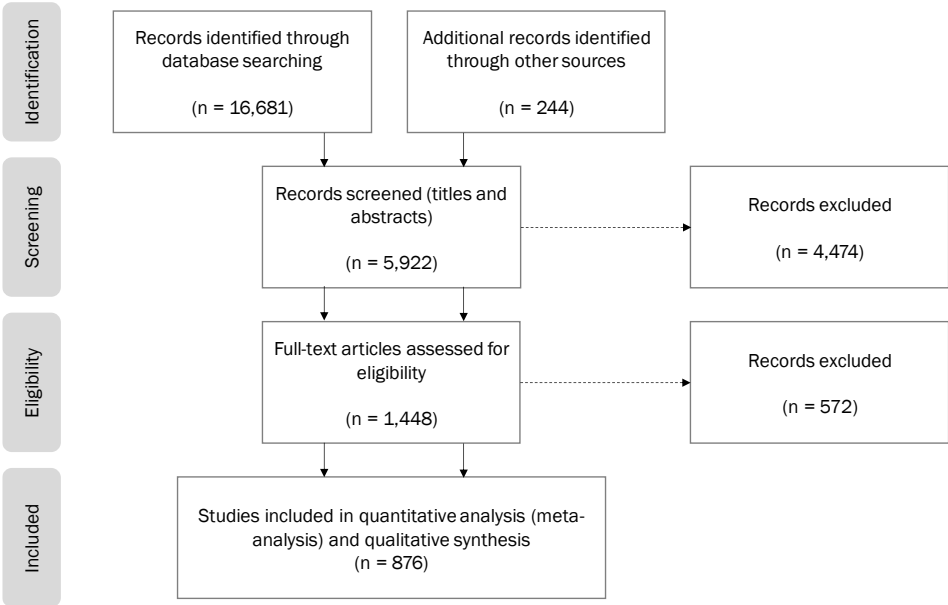 Identification
Records identified through
database searching
(n = 16,681)
Additional records identified
through other sources
(n = 244)
Screening
Records screened (titles and
abstracts)
(n = 5,922)
Records excluded
(n = 4,474)
Eligibility
Full-text articles assessed for
eligibility
(n = 1,448)
Records excluded
(n = 572)
Included
Studies included in quantitative analysis (meta-
analysis) and qualitative synthesis
(n = 876)